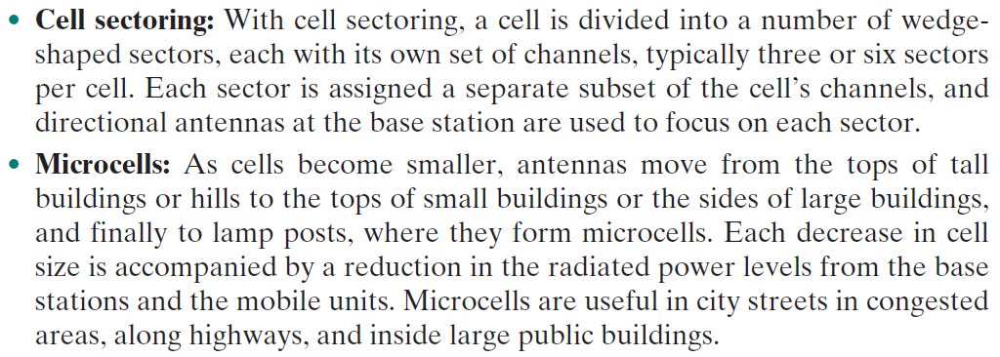 • Cell sectoring: With cell sectoring, a cell is divided into a number of wedge-
shaped sectors, each with its own set of channels, typically three or six sectors
per cell. Each sector is assigned a separate subset of the cell’s channels, and
directional antennas at the base station are used to focus on each sector.
• Microcells: As cells become smaller, antennas move from the tops of tall
buildings or hills to the tops of small buildings or the sides of large buildings,
and finally to lamp posts, where they form microcells. Each decrease in cell
size is accompanied by a reduction in the radiated power levels from the base
stations and the mobile units. Microcells are useful in city streets in congested
areas, along highways, and inside large public buildings.